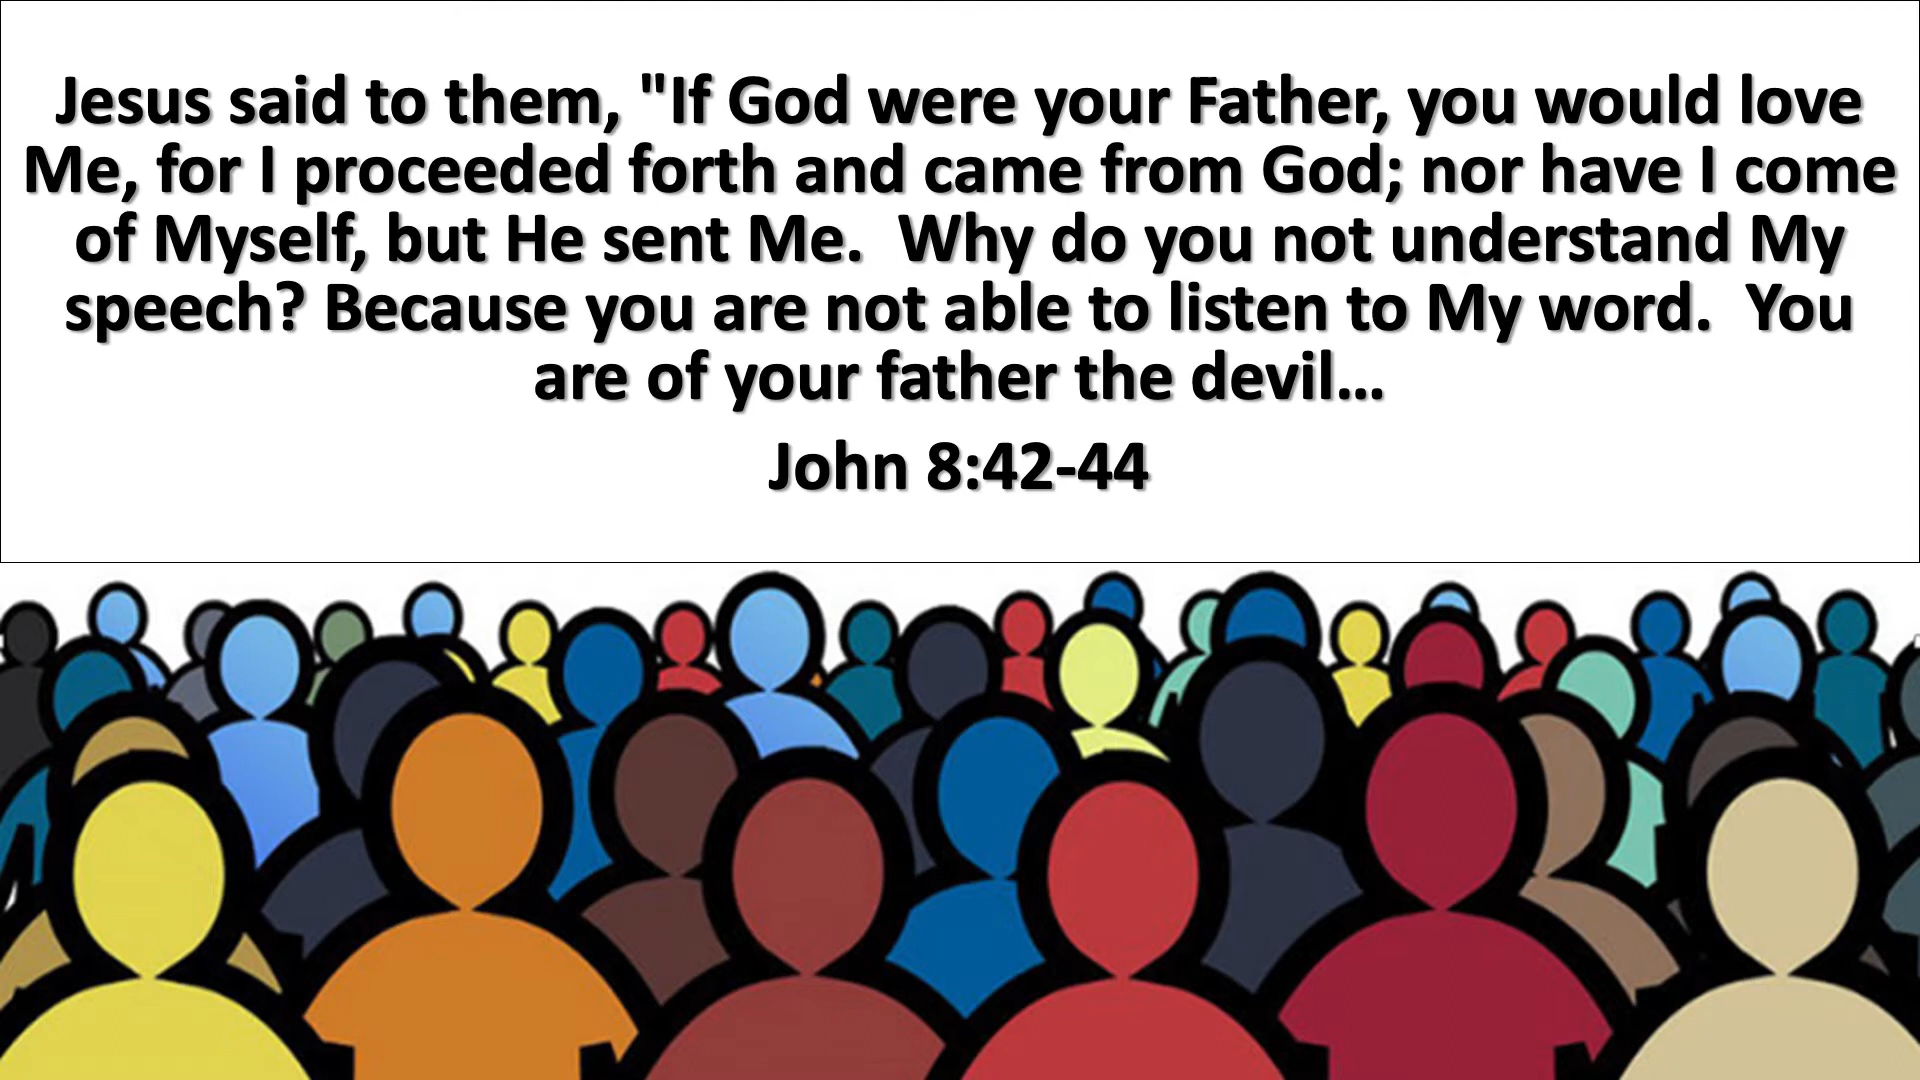 Jesus said to them, "If God were your Father, you would love
Me, for I proceeded forth and came from God; nor have I come
of Myself, but He sent Me.  Why do you not understand My
speech? Because you are not able to listen to My word.  You
are of your father the devil…
John 8:42-44